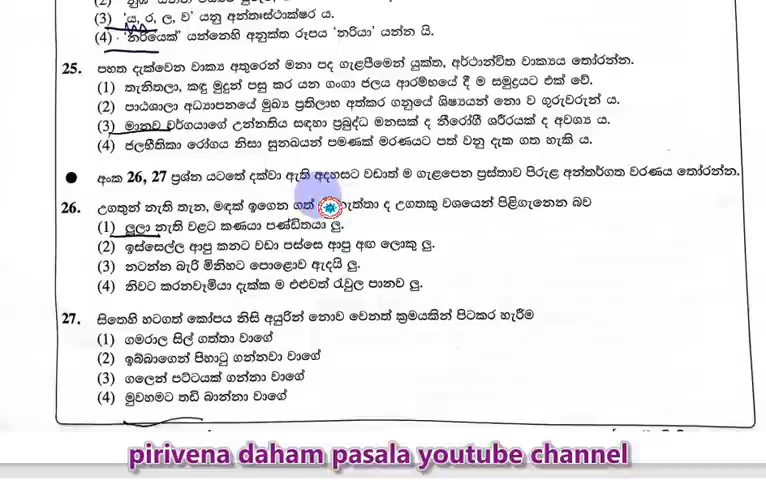 (3) 'ය, ර, ල, ව' යනු අන්තඃස්ථාක්ෂර ය.
(4) 'නරියෙක්' යන්නෙහි අනුක්ත රූපය 'නරියා' යන්න යි.
25. පහත දැක්වෙන වාක්‍ය අතුරෙන් මනා පද ගැළපීමෙන් යුක්ත, අර්ථාන්විත වාක්‍යය තෝරන්න.
(1) තැනිතලා, කඳු මුදුන් පසු කර යන ගංගා ජලය ආරම්භයේ දී ම සමුද්‍රයට එක් වේ.
(2) පාඨශාලා අධ්‍යාපනයේ මුඛ්‍ය ප්‍රතිලාභ අත්කර ගනුයේ ශිෂ්‍යයන් නො ව ගුරුවරුන් ය.
(3) මානව වර්ගයාගේ උන්නතිය සඳහා ප්‍රබුද්ධ මනසක් ද නීරෝගී ශරීරයක් ද අවශ්‍ය ය.
(4) ජලභීතිකා රෝගය නිසා සුනඛයන් පමණක් මරණයට පත් වනු දැක ගත හැකි ය.
● අංක 26, 27 ප්‍රශ්න යටතේ දක්වා ඇති අදහසට වඩාත් ම ගැළපෙන ප්‍රස්තාව පිරුළ අන්තර්ගත වරණය තෝරන්න.
26. උගතුන් නැති තැන, මඳක් ඉගෙන ගත් තැනැත්තා ද උගතකු වශයෙන් පිළිගැනෙන බව
(1) ලූලා නැති වළට කණයා පණ්ඩිතයා ලු.
(2) ඉස්සෙල්ල ආපු කනට වඩා පස්සෙ ආපු අඟ ලොකු ලු.
(3) නටන්න බැරි මිනිහට පොළොව ඇදයි ලු.
(4) නිවට කරනවෑමියා දැක්ක ම එළුවත් රැවුල පානව ලු.
27. සිතෙහි හටගත් කෝපය නිසි අයුරින් නොව වෙනත් ක්‍රමයකින් පිටකර හැරීම
(1) ගමරාල සිල් ගත්තා වාගේ
(2) ඉබ්බාගෙන් පිහාටු ගන්නවා වාගේ
(3) ගලෙන් පට්ටයක් ගන්නා වාගේ
(4) මුවහමට තඩි බාන්නා වාගේ
pirivena daham pasala youtube channel